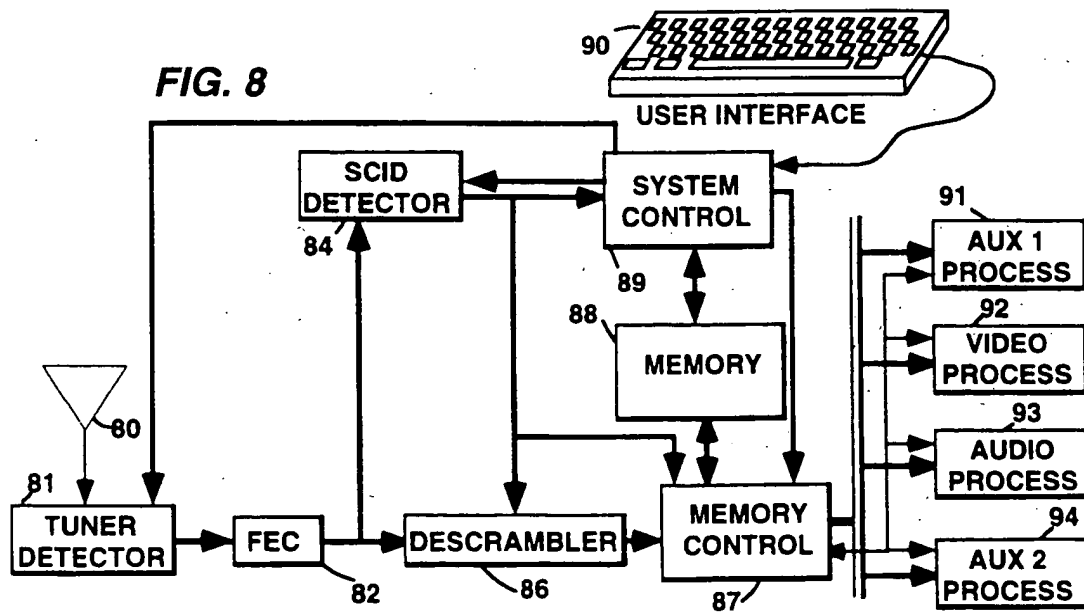 FIG. 8
90
USER INTERFACE
SCID
DETECTOR
84
SYSTEM
CONTROL
89
88
MEMORY
80
81
TUNER
DETECTOR
FEC
82
DESCRAMBLER
86
MEMORY
CONTROL
87
91
AUX 1
PROCESS
92
VIDEO
PROCESS
93
AUDIO
PROCESS
94
AUX 2
PROCESS